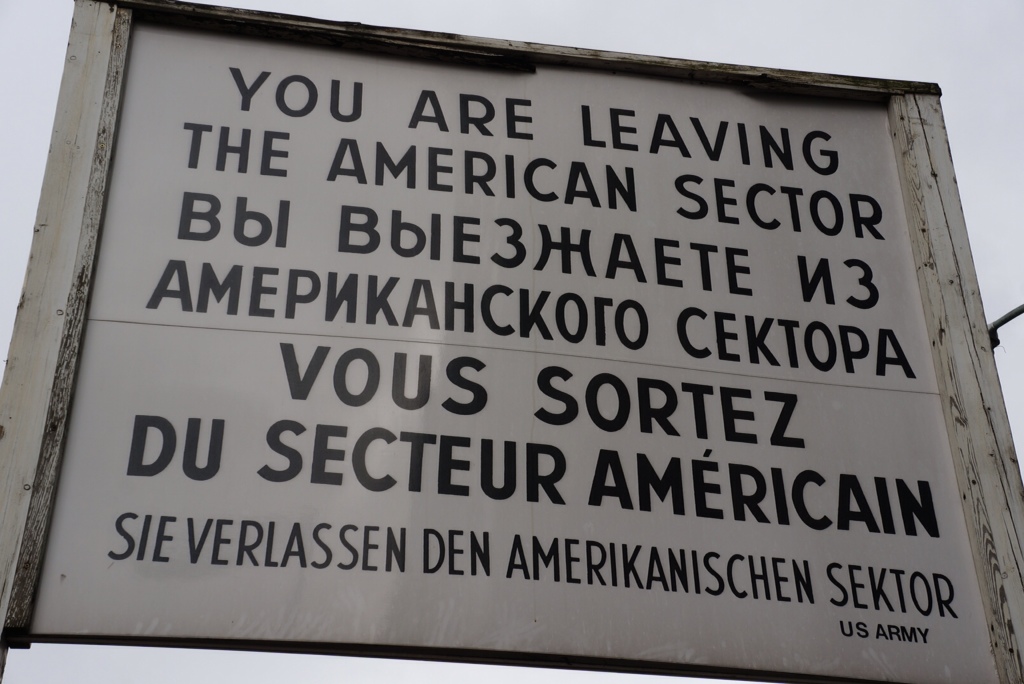 YOU ARE LEAVING
THE AMERICAN SECTOR
ВЫ ВЫЕЗЖАЕТЕ ИЗ
АМЕРИКАНСКОГО СЕКТОРА
VOUS SORTEZ
DU SECTEUR AMÉRICAIN
SIE VERLASSEN DEN AMERIKANISCHEN SEKTOR
US ARMY